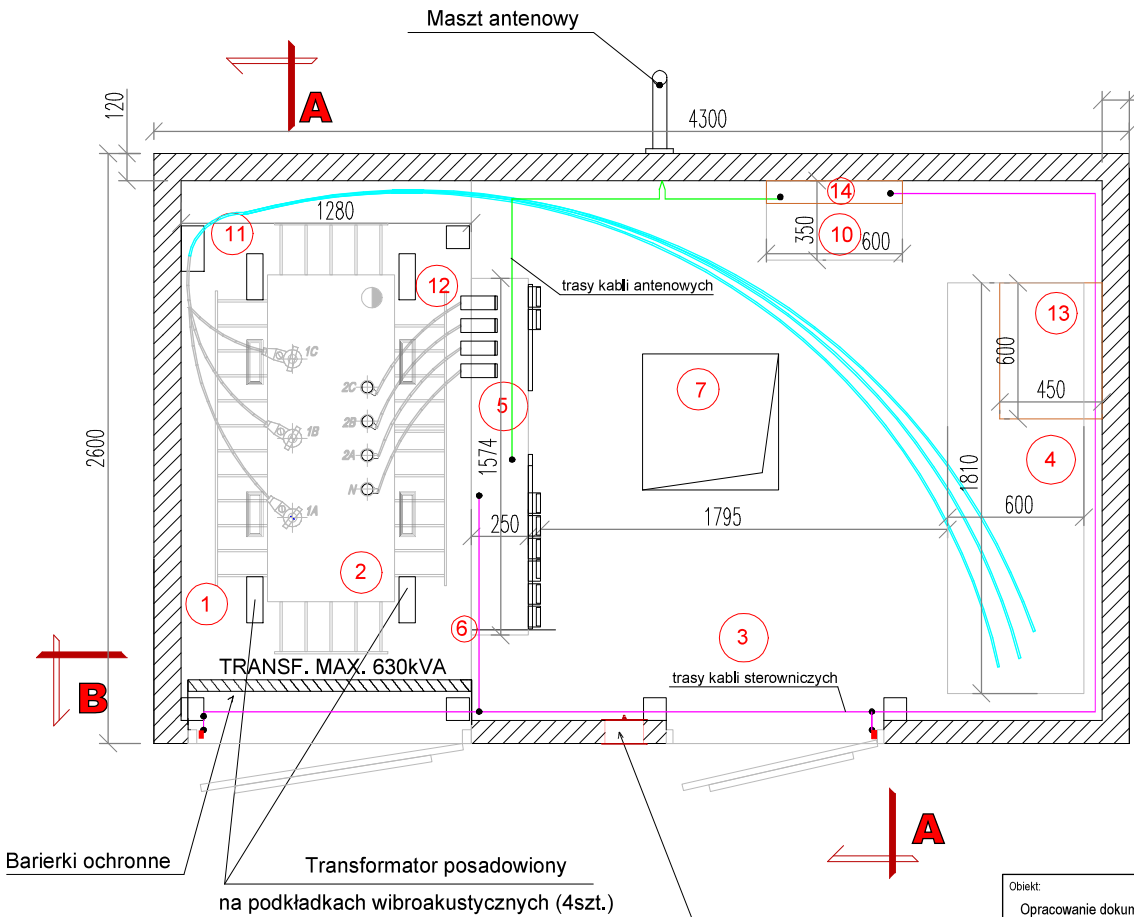 Maszt antenowy
A
120
4300
14
1280
11
350
10
600
12
trasy kabli antenowych
13
1C
600
2C
7
450
5
1B
2B
2600
1574
4
2A
1810
N
1A
250
1795
600
2
1
6
3
TRANSF. MAX. 630kVA
trasy kabli sterowniczych
B
A
Barierki ochronne
Transformator posadowiony
na podkładkach wibroakustycznych (4szt.)
Obiekt: